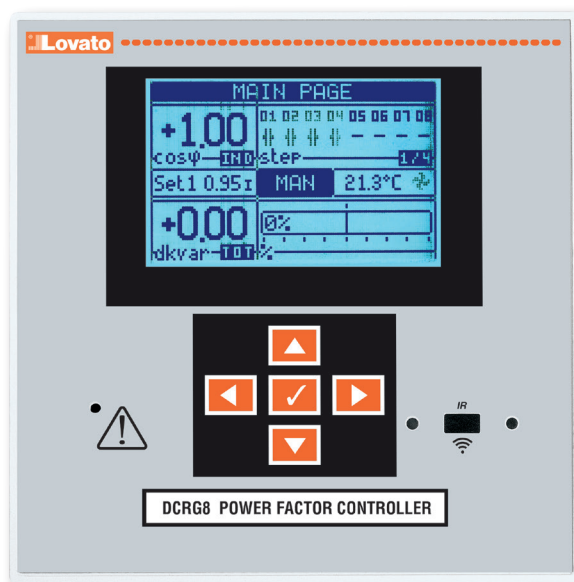 Lovato
MAIN PAGE
+1.00
01 02 03 04 05 06 07 08
cosφ IND step 1/4
Set1 0.95I MAN 21.3°C
+0.00 0%
dkvar TOT %
IR
DCRG8 POWER FACTOR CONTROLLER